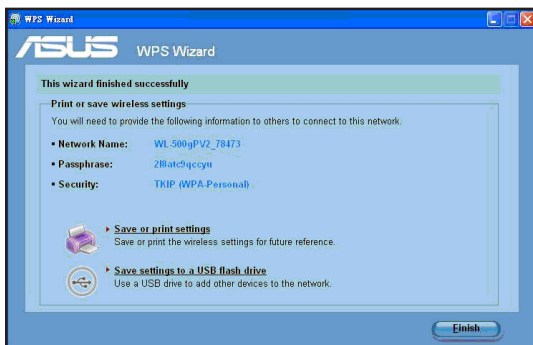 WPS Wizard
ASUS WPS Wizard
This wizard finished successfully
Print or save wireless settings
You will need to provide the following information to others to connect to this network.
▪ Network Name: WL-500gPV2_78473
▪ Passphrase: 2l8atc9qccyu
▪ Security: TKIP (WPA-Personal)
Save or print settings
Save or print the wireless settings for future reference.
Save settings to a USB flash drive
Use a USB drive to add other devices to the network.
Finish